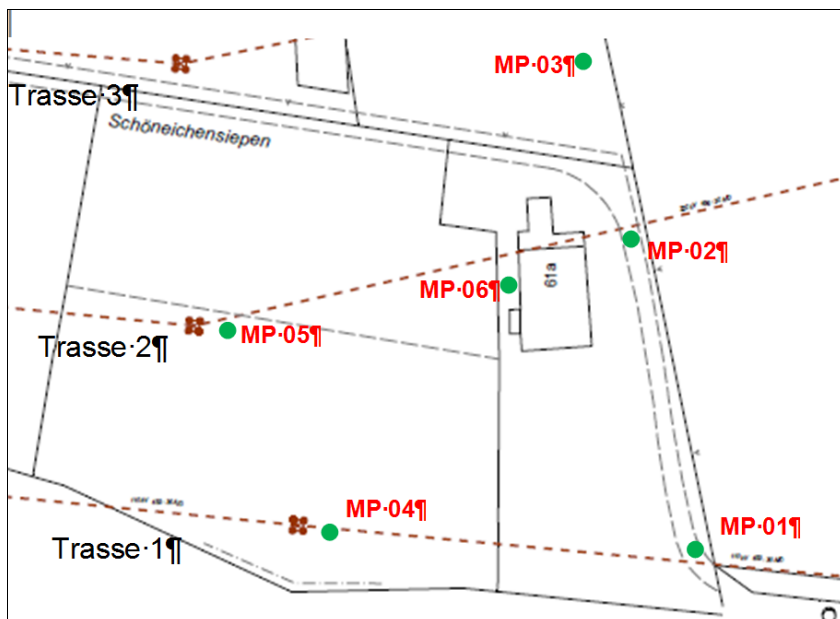 MP·03¶
Trasse·3¶
Schöneichensiepen
MP·02¶
61a
MP·06¶
MP·05¶
Trasse·2¶
MP·04¶
MP·01¶
Trasse·1¶